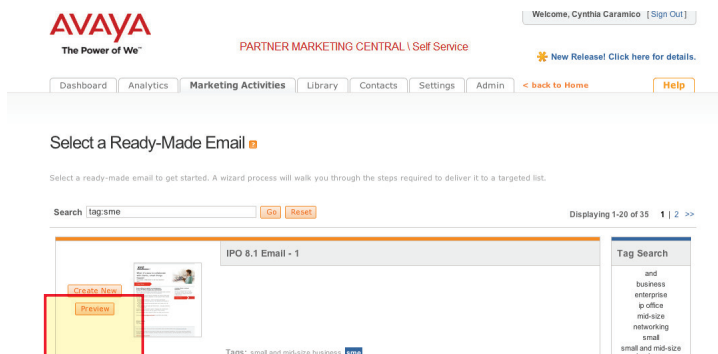 Welcome, Cynthia Caramico [Sign Out]
AVAYA
The Power of We™
PARTNER MARKETING CENTRAL \ Self Service
New Release! Click here for details.
Dashboard Analytics Marketing Activities Library Contacts Settings Admin < back to Home Help
Select a Ready-Made Email ?
Select a ready-made email to get started. A wizard process will walk you through the steps required to deliver it to a targeted list.
Search tag:sme Go Reset Displaying 1-20 of 35 1 | 2 >>
IPO 8.1 Email - 1
Tag Search
Create New
Preview
Tags: small and mid-size business sme
and
business
enterprise
ip office
mid-size
networking
small
small and mid-size